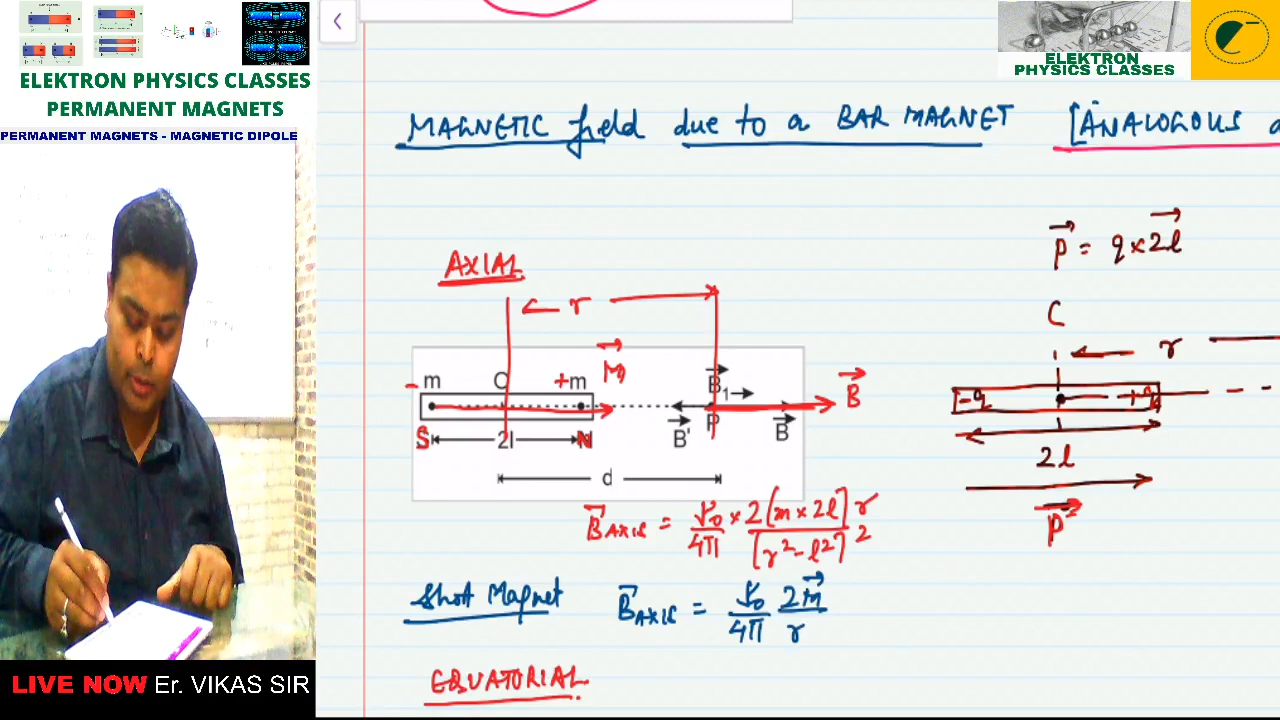 ELEKTRON PHYSICS CLASSES
PERMANENT MAGNETS
PERMANENT MAGNETS - MAGNETIC DIPOLE
ELEKTRON
PHYSICS CLASSES
MAGNETIC field due to a BAR MAGNET [ANALOGOUS
AXIAL
r
-m O +m M
S 2l N
B₁ P B' B B
d
B AXIS = μ₀/4π × 2(m×2l)r/[r²-l²]²
Short Magnet B AXIS = μ₀/4π 2M/r
EQUATORIAL
P = q×2l
C
r
-q +q
2l
P
LIVE NOW Er. VIKAS SIR